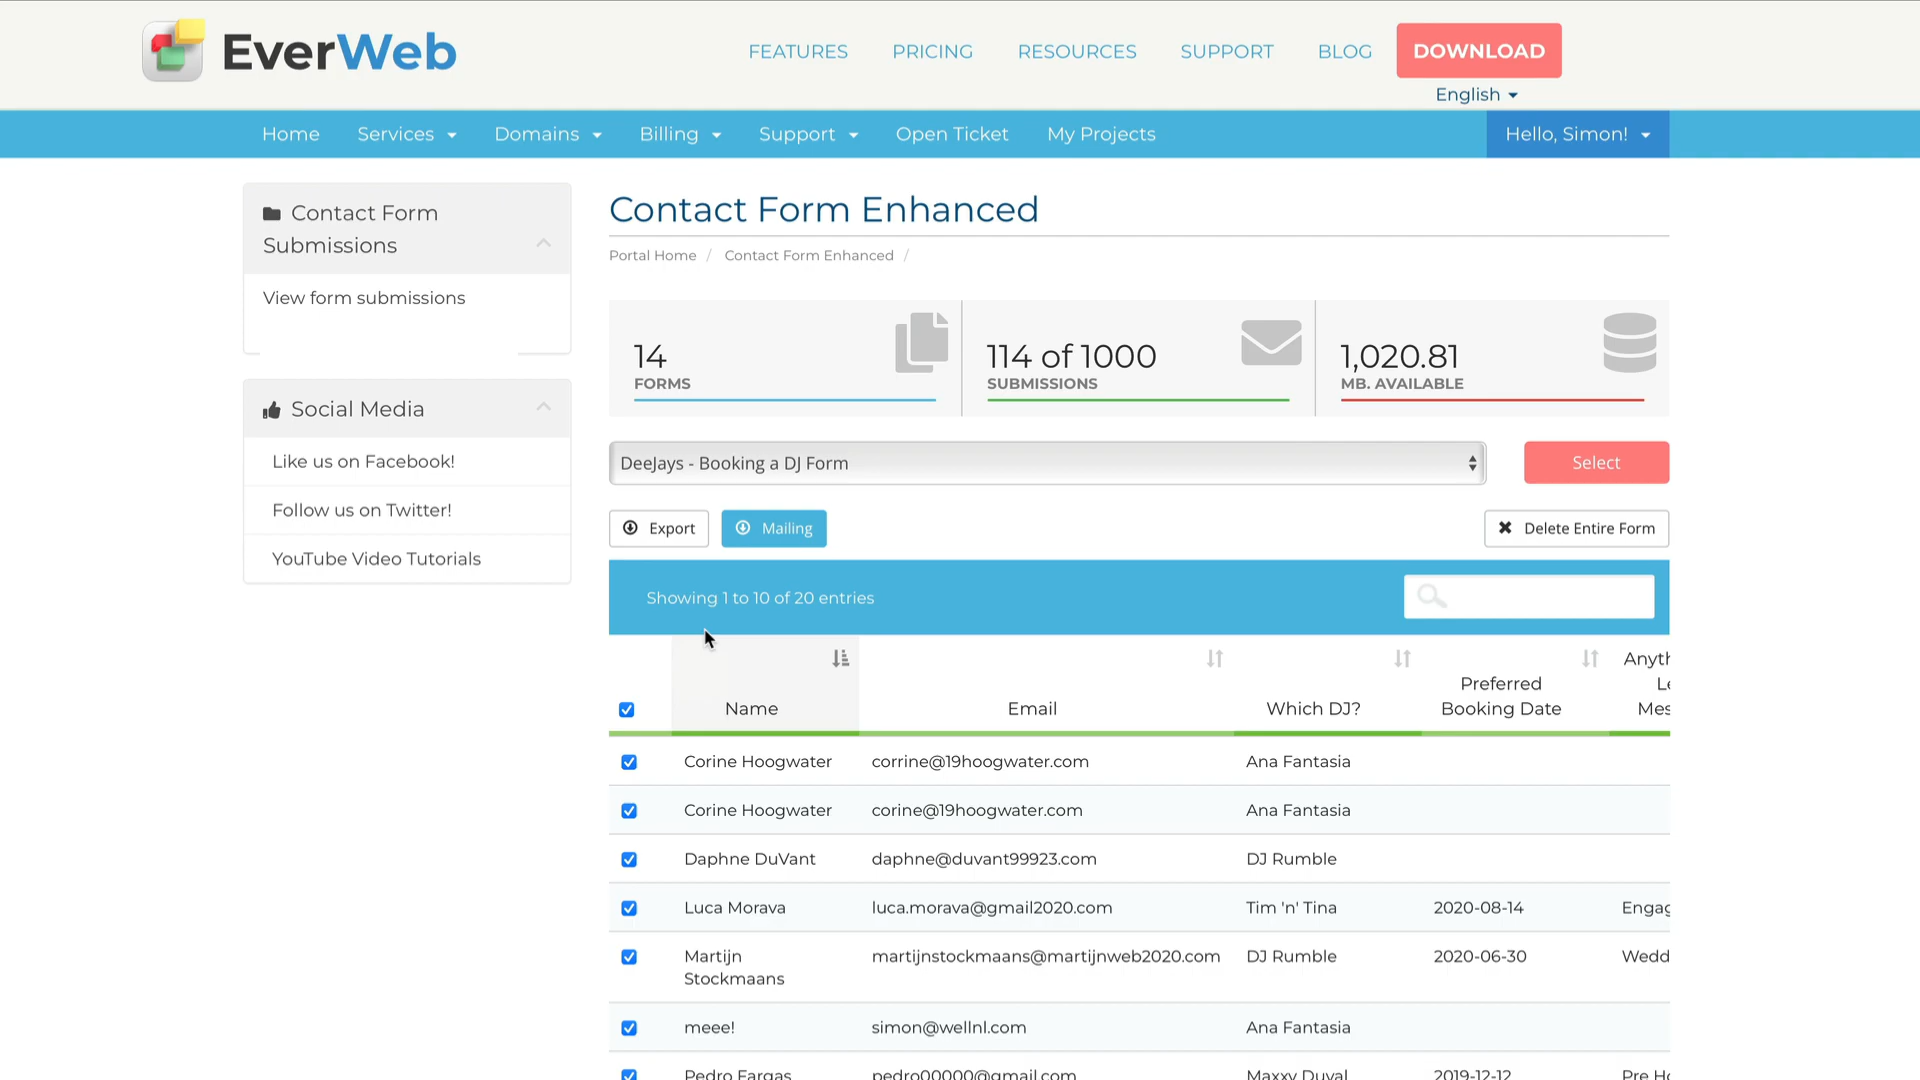 EverWeb
FEATURES PRICING RESOURCES SUPPORT BLOG DOWNLOAD
English
Home Services Domains Billing Support Open Ticket My Projects Hello, Simon!
Contact Form
Submissions
View form submissions
Social Media
Like us on Facebook!
Follow us on Twitter!
YouTube Video Tutorials
Contact Form Enhanced
Portal Home / Contact Form Enhanced /
14 114 of 1000 1,020.81
FORMS SUBMISSIONS MB. AVAILABLE
DeeJays - Booking a DJ Form Select
Export Mailing Delete Entire Form
Showing 1 to 10 of 20 entries
Name Email Which DJ? Preferred
Booking Date
Corine Hoogwater corrine@19hoogwater.com Ana Fantasia
Corine Hoogwater corine@19hoogwater.com Ana Fantasia
Daphne DuVant daphne@duvant99923.com DJ Rumble
Luca Morava luca.morava@gmail2020.com Tim 'n' Tina 2020-08-14 Engag
Martijn
Stockmaans martijnstockmaans@martijnweb2020.com DJ Rumble 2020-06-30 Wedd
meee! simon@wellnl.com Ana Fantasia
Pedro Fargas pedro00000@gmail.com Maxxy Duval 2019-12-12 Pre Ho